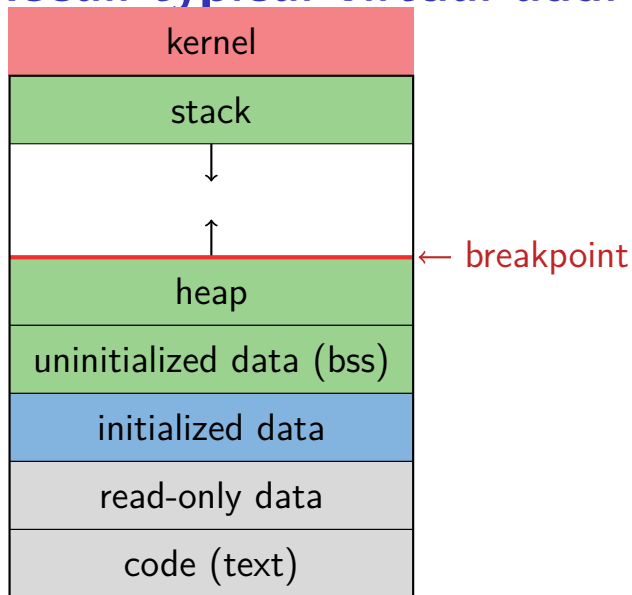 kernel
stack
← breakpoint
heap
uninitialized data (bss)
initialized data
read-only data
code (text)